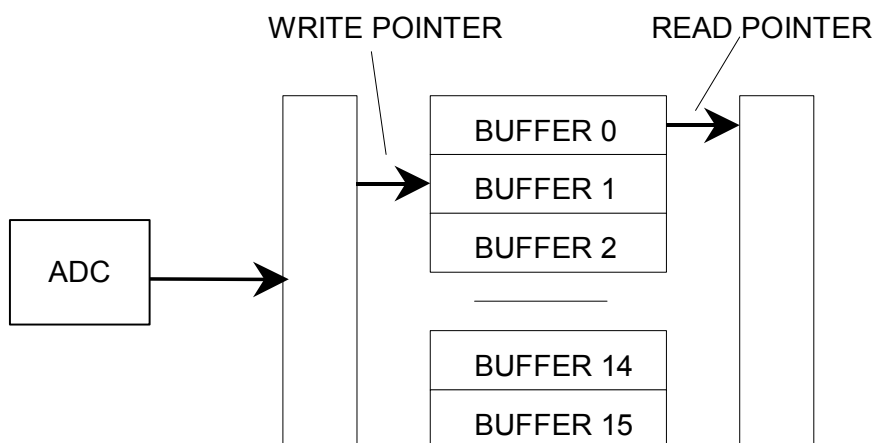 WRITE POINTER
READ POINTER
BUFFER 0
BUFFER 1
BUFFER 2
ADC
BUFFER 14
BUFFER 15